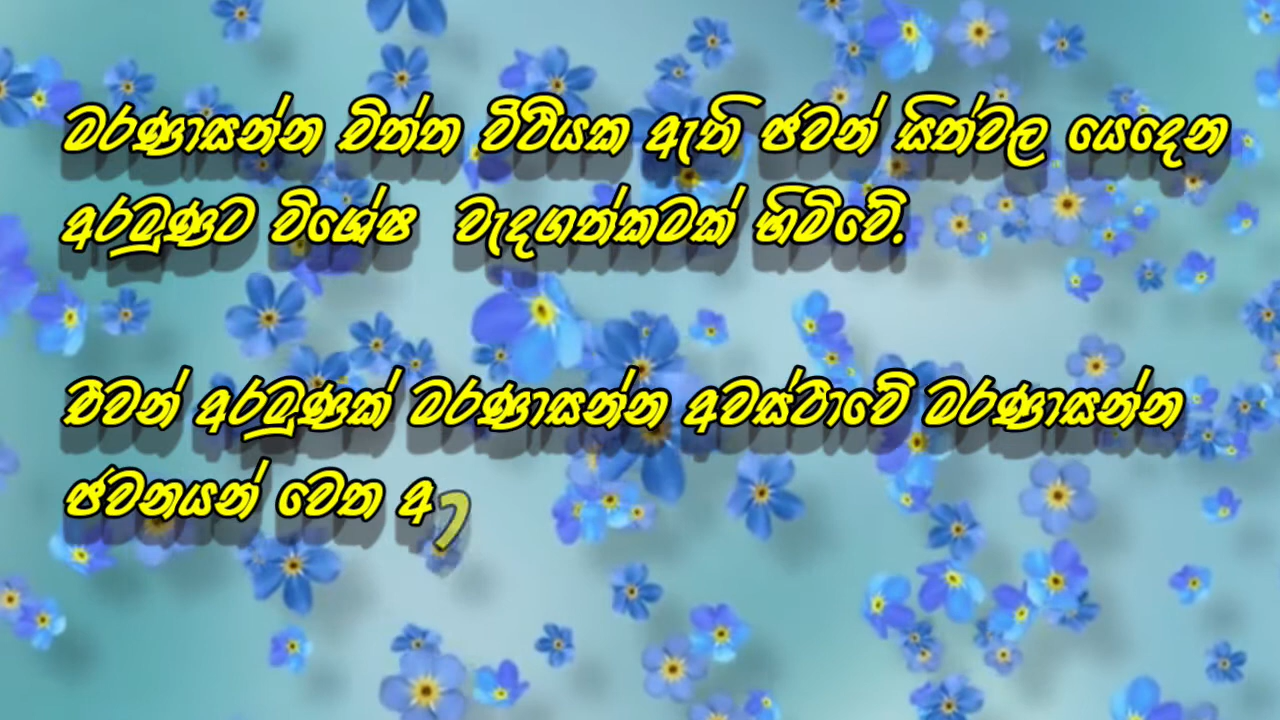 මරණාසන්න චිත්ත වීථියක ඇති ජවන් සිත්වල යෙදෙන
අරමුණට විශේෂ වැදගත්කමක් හිමිවේ.
එවන් අරමුණක් මරණාසන්න අවස්ථාවේ මරණාසන්න
ජවනයන් වෙත